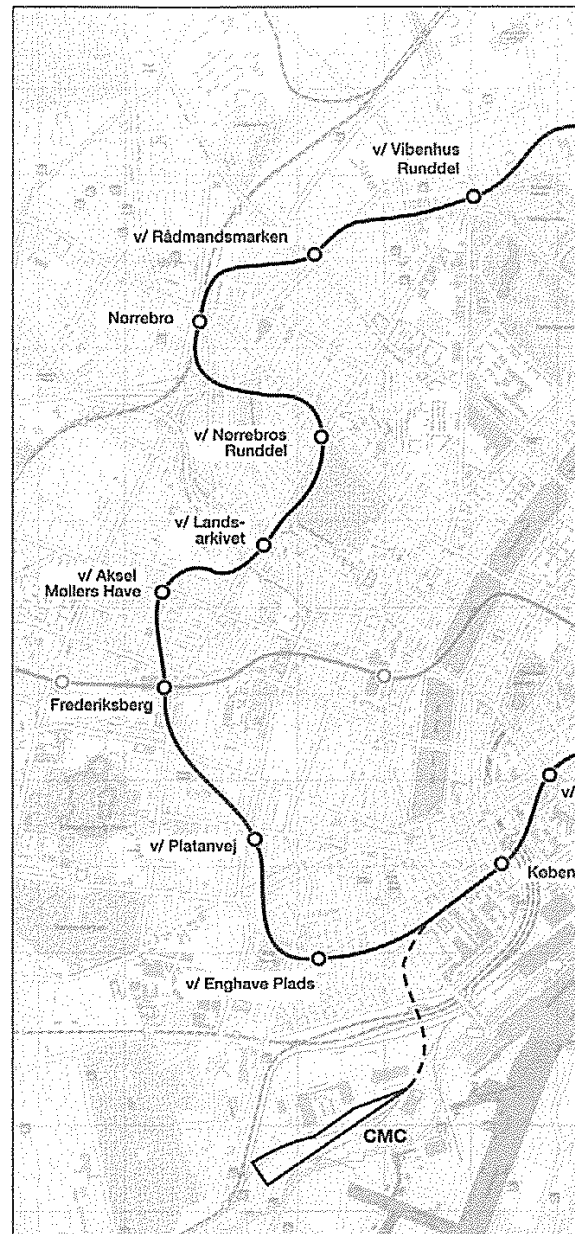 v/ Vibenhus
Runddel
v/ Rådmandsmarken
Nørrebro
v/ Nørrebros
Runddel
v/ Lands-
arkivet
v/ Aksel
Møllers Have
Frederiksberg
v/ Platanvej
v/
Køben
v/ Enghave Plads
CMC